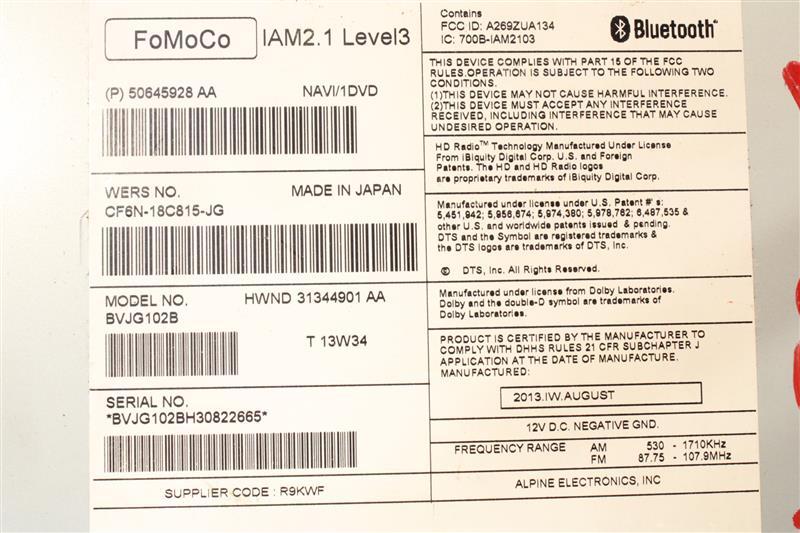 FoMoCo IAM2.1 Level3
(P) 50645928 AA NAVI/1DVD
WERS NO. MADE IN JAPAN
CF6N-18C815-JG
MODEL NO. HWND 31344901 AA
BVJG102B
T 13W34
SERIAL NO.
*BVJG102BH30822665*
SUPPLIER CODE : R9KWF
Contains
FCC ID: A269ZUA134
IC: 700B-IAM2103
Bluetooth
THIS DEVICE COMPLIES WITH PART 15 OF THE FCC
RULES.OPERATION IS SUBJECT TO THE FOLLOWING TWO
CONDITIONS.
(1)THIS DEVICE MAY NOT CAUSE HARMFUL INTERFERENCE.
(2)THIS DEVICE MUST ACCEPT ANY INTERFERENCE
RECEIVED, INCLUDING INTERFERENCE THAT MAY CAUSE
UNDESIRED OPERATION.
HD Radio™ Technology Manufactured Under License
From iBiquity Digital Corp. U.S. and Foreign
Patents. The HD and HD Radio logos
are proprietary trademarks of iBiquity Digital Corp.
Manufactured under license under U.S. Patent #'s:
5,451,942; 5,956,674; 5,974,380; 5,978,762; 6,487,535 &
other U.S. and worldwide patents issued & pending.
DTS and the Symbol are registered trademarks &
the DTS logos are trademarks of DTS, Inc.
© DTS, Inc. All Rights Reserved.
Manufactured under license from Dolby Laboratories.
Dolby and the double-D symbol are trademarks of
Dolby Laboratories.
PRODUCT IS CERTIFIED BY THE MANUFACTURER TO
COMPLY WITH DHHS RULES 21 CFR SUBCHAPTER J
APPLICATION AT THE DATE OF MANUFACTURE.
MANUFACTURED:
2013.IW.AUGUST
12V D.C. NEGATIVE GND.
FREQUENCY RANGE AM 530 - 1710KHz
FM 87.75 - 107.9MHz
ALPINE ELECTRONICS, INC